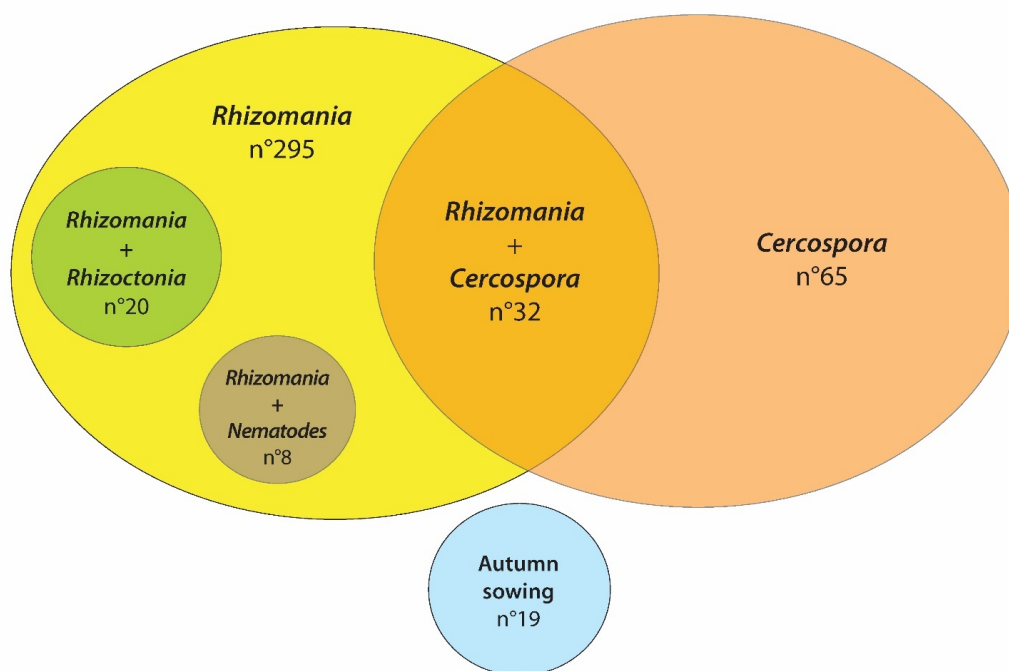 Rhizomania
n°295
Rhizomania
+
Rhizoctonia
n°20
Rhizomania
+
Nematodes
n°8
Rhizomania
+
Cercospora
n°32
Cercospora
n°65
Autumn
sowing
n°19